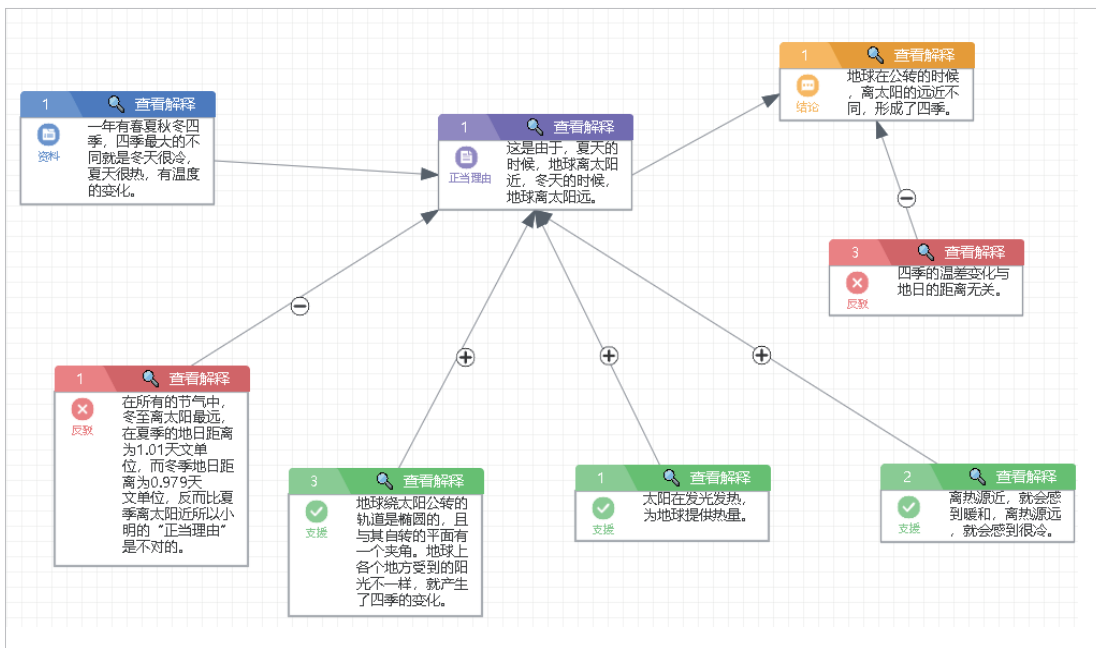 1 查看解释
结论
地球在公转的时候
，离太阳的远近不
同，形成了四季。
1 查看解释
资料
一年有春夏秋冬四
季，四季最大的不
同就是冬天很冷，
夏天很热，有温度
的变化。
1 查看解释
正当理由
这是由于，夏天的
时候，地球离太阳
近，冬天的时候，
地球离太阳远。
3 查看解释
反驳
四季的温差变化与
地日的距离无关。
1 查看解释
反驳
在所有的节气中，
冬至离太阳最远，
在夏季的地日距离
为1.01天文单
位，而冬季地日距
离为0.979天
文单位，反而比夏
季离太阳近所以小
明的“正当理由”
是不对的。
3 查看解释
支援
地球绕太阳公转的
轨道是椭圆的，且
与其自转的平面有
一个夹角。地球上
各个地方受到的阳
光不一样，就产生
了四季的变化。
1 查看解释
支援
太阳在发光发热，
为地球提供热量。
2 查看解释
支援
离热源近，就会感
到暖和，离热源远
，就会感到很冷。